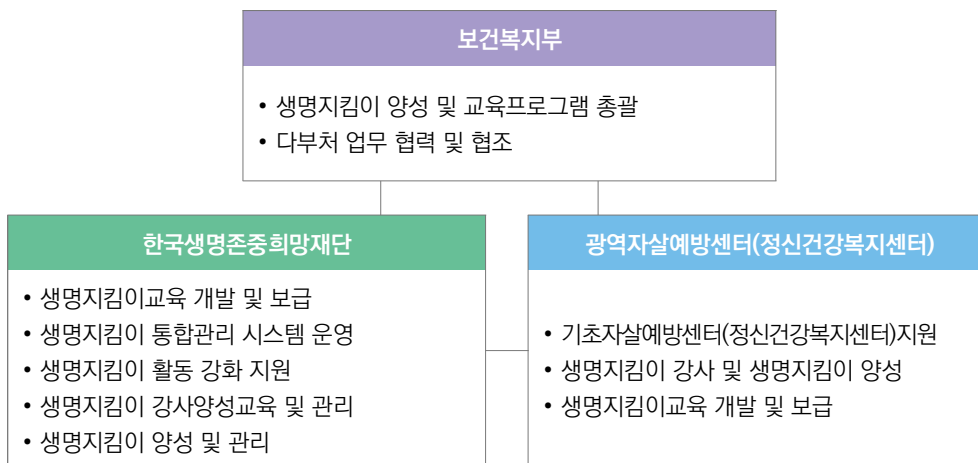 보건복지부
• 생명지킴이 양성 및 교육프로그램 총괄
• 다부처 업무 협력 및 협조
한국생명존중희망재단
• 생명지킴이교육 개발 및 보급
• 생명지킴이 통합관리 시스템 운영
• 생명지킴이 활동 강화 지원
• 생명지킴이 강사양성교육 및 관리
• 생명지킴이 양성 및 관리
광역자살예방센터(정신건강복지센터)
• 기초자살예방센터(정신건강복지센터)지원
• 생명지킴이 강사 및 생명지킴이 양성
• 생명지킴이교육 개발 및 보급